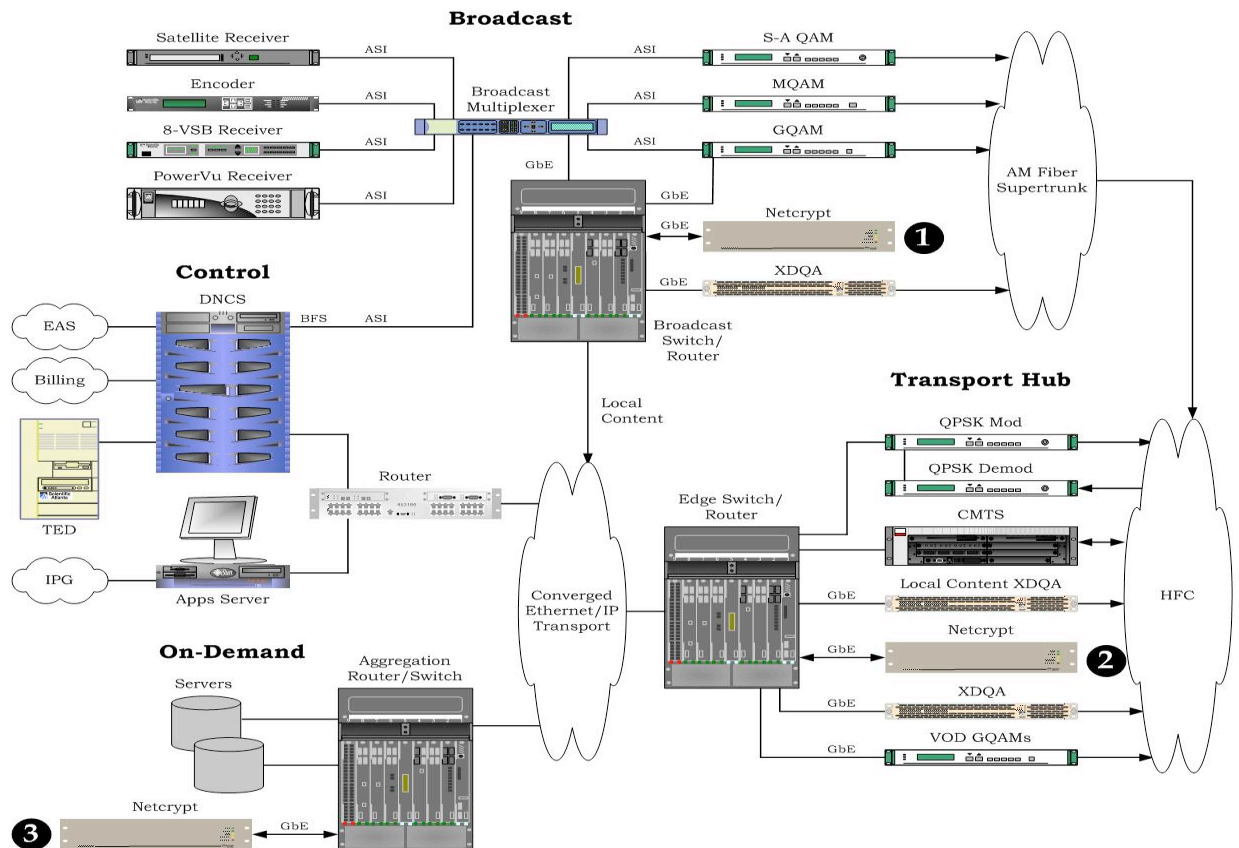 Broadcast
Satellite Receiver
ASI
Encoder
ASI
8-VSB Receiver
ASI
PowerVu Receiver
ASI
Broadcast
Multiplexer
ASI
S-A QAM
ASI
MQAM
ASI
GQAM
GbE
GbE
GbE
Netcrypt
1
GbE
XDQA
AM Fiber
Supertrunk
Broadcast
Switch/
Router
Local
Content
Control
DNCS
BFS
ASI
EAS
Billing
Scientific
Atlanta
TED
IPG
Apps Server
Router
Converged
Ethernet/IP
Transport
On-Demand
Servers
Aggregation
Router/Switch
Netcrypt
3
GbE
Transport Hub
Edge Switch/
Router
QPSK Mod
QPSK Demod
CMTS
Local Content XDQA
GbE
Netcrypt
GbE
2
XDQA
GbE
VOD GQAMs
GbE
HFC